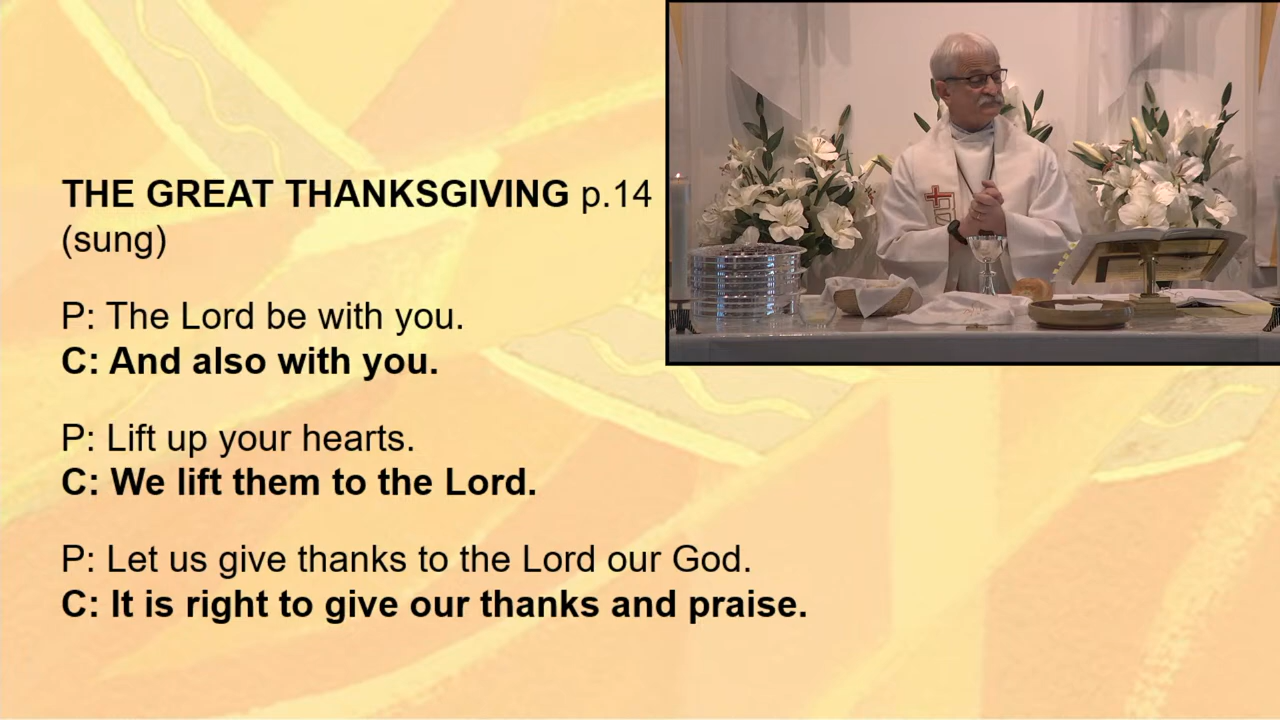 THE GREAT THANKSGIVING p.14
(sung)
P: The Lord be with you.
C: And also with you.
P: Lift up your hearts.
C: We lift them to the Lord.
P: Let us give thanks to the Lord our God.
C: It is right to give our thanks and praise.